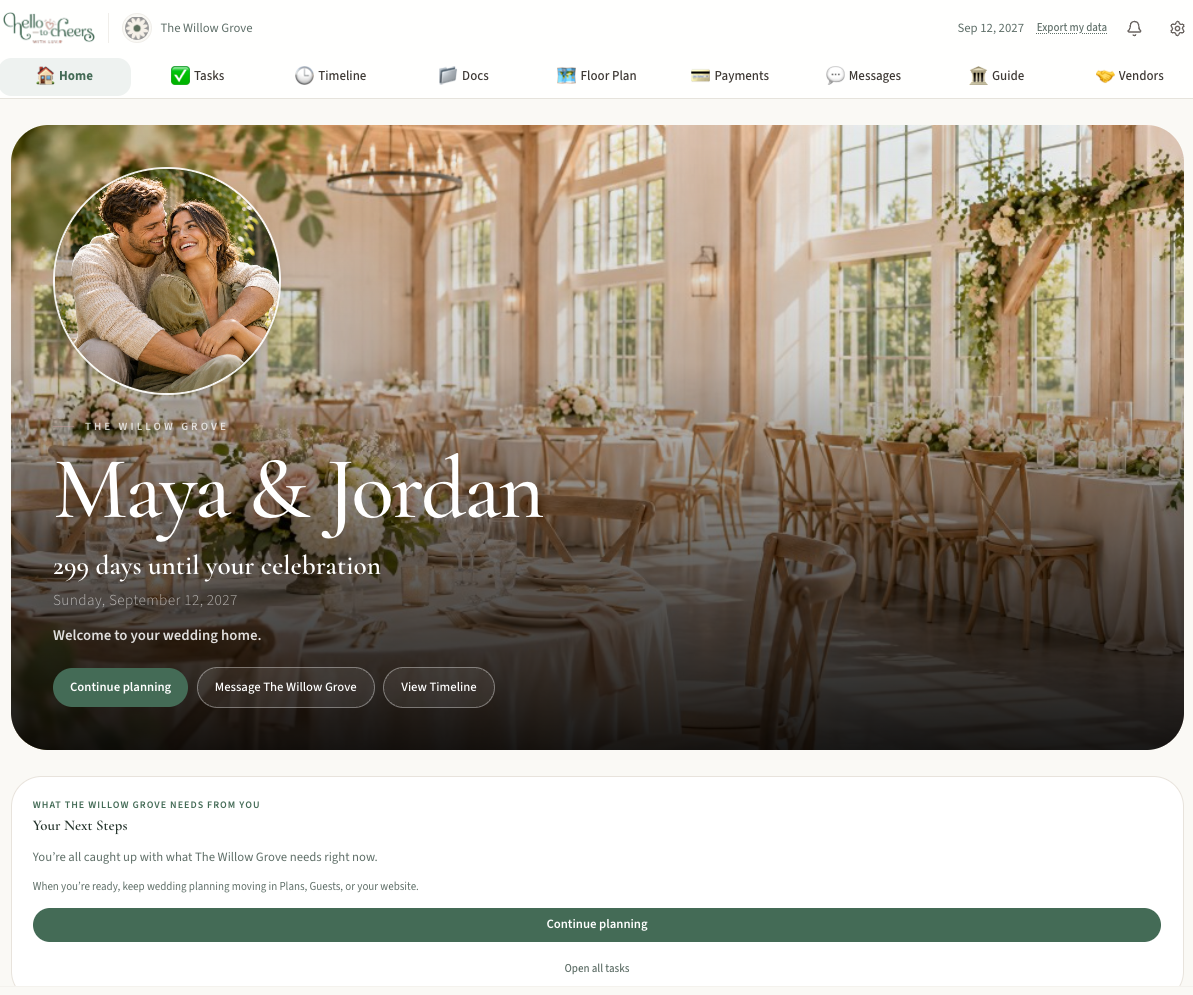 hello
to cheers
WITH LUCIE
The Willow Grove
Sep 12, 2027
Export my data
Home
Tasks
Timeline
Docs
Floor Plan
Payments
Messages
Guide
Vendors
THE WILLOW GROVE
Maya & Jordan
299 days until your celebration
Sunday, September 12, 2027
Welcome to your wedding home.
Continue planning
Message The Willow Grove
View Timeline
WHAT THE WILLOW GROVE NEEDS FROM YOU
Your Next Steps
You’re all caught up with what The Willow Grove needs right now.
When you’re ready, keep wedding planning moving in Plans, Guests, or your website.
Continue planning
Open all tasks